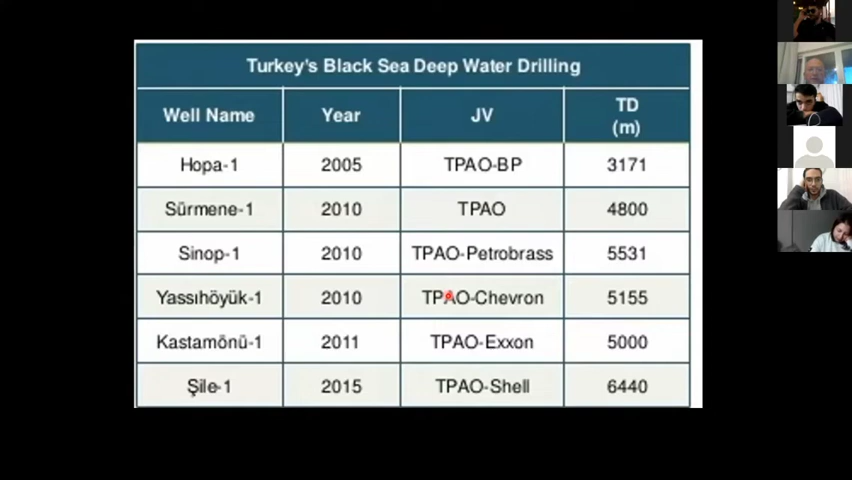 Turkey's Black Sea Deep Water Drilling
Well Name Year JV TD (m)
Hopa-1 2005 TPAO-BP 3171
Sürmene-1 2010 TPAO 4800
Sinop-1 2010 TPAO-Petrobrass 5531
Yassıhöyük-1 2010 TPAO-Chevron 5155
Kastamönü-1 2011 TPAO-Exxon 5000
Şile-1 2015 TPAO-Shell 6440